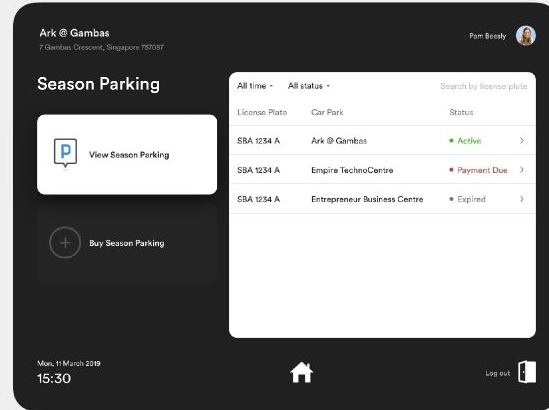 Ark @ Gambas
7 Gambas Crescent, Singapore 757087
Pam Beesly
Season Parking
P
View Season Parking
Buy Season Parking
All time
All status
Search by license plate
License Plate Car Park Status
SBA 1234 A Ark @ Gambas Active
SBA 1234 A Empire TechnoCentre Payment Due
SBA 1234 A Entrepreneur Business Centre Expired
Mon, 11 March 2019
15:30
Log out